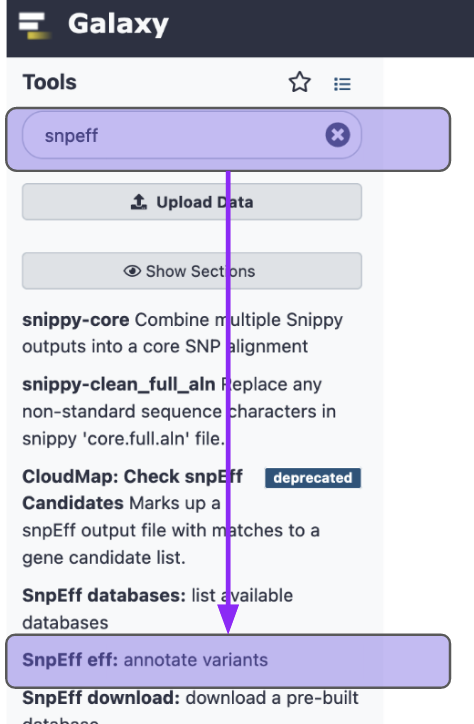 Galaxy
Tools
snpeff
Upload Data
Show Sections
snippy-core Combine multiple Snippy
outputs into a core SNP alignment
snippy-clean_full_aln Replace any
non-standard sequence characters in
snippy 'core.full.aln' file.
CloudMap: Check snpEff deprecated
Candidates Marks up a
snpEff output file with matches to a
gene candidate list.
SnpEff databases: list available
databases
SnpEff eff: annotate variants
SnpEff download: download a pre-built
database